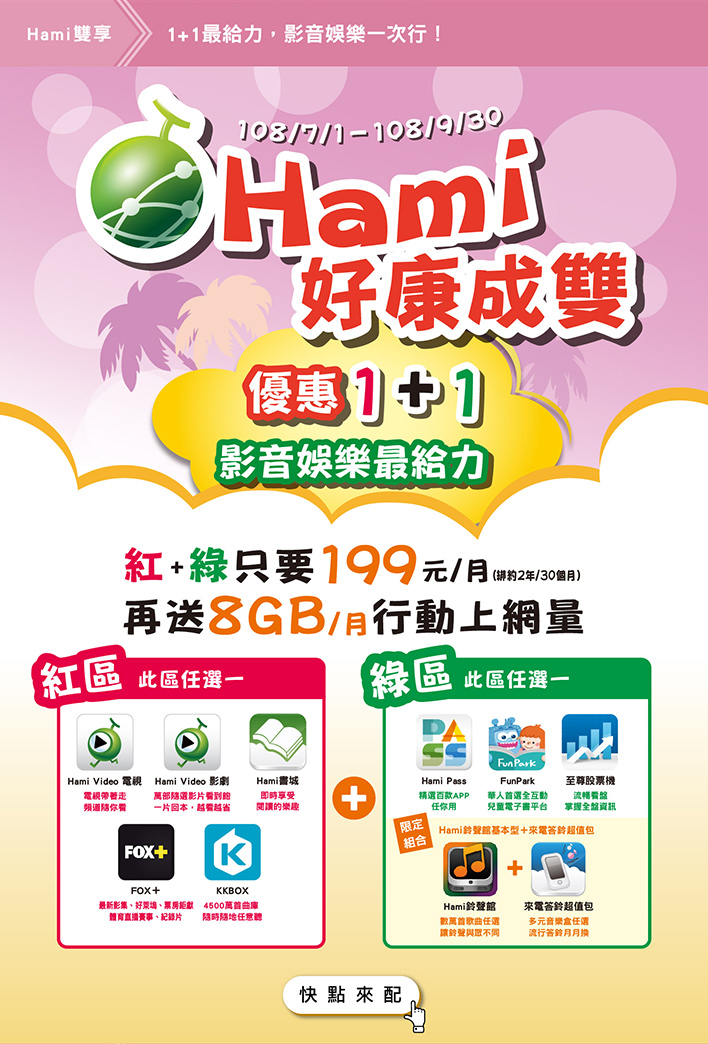 Hami雙享
1+1最給力，影音娛樂一次行！
108/7/1－108/9/30
Hami
好康成雙
優惠1+1
影音娛樂最給力
紅+綠只要199元/月(綁約2年/30個月)
再送8GB/月行動上網量
紅區 此區任選一
Hami Video 電視
電視帶著走
頻道隨你看
Hami Video 影劇
萬部隨選影片看到飽
一片回本，越看越省
Hami書城
即時享受
閱讀的樂趣
FOX+
FOX＋
最新影集、好萊塢、票房鉅獻
體育直播賽事、紀錄片
KKBOX
4500萬首曲庫
隨時隨地任意聽
+
綠區 此區任選一
PASS
Hami Pass
精選百款APP
任你用
FunPark
FunPark
華人首選全互動
兒童電子書平台
至尊股票機
流暢看盤
掌握全盤資訊
限定
組合
Hami鈴聲館基本型＋來電答鈴超值包
+
Hami鈴聲館
數萬首歌曲任選
讓鈴聲與眾不同
來電答鈴超值包
多元音樂盒任選
流行答鈴月月換
快點來配